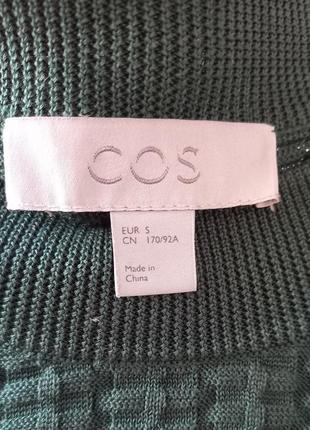 COS
EUR S
CN 170/92A
Made in
China